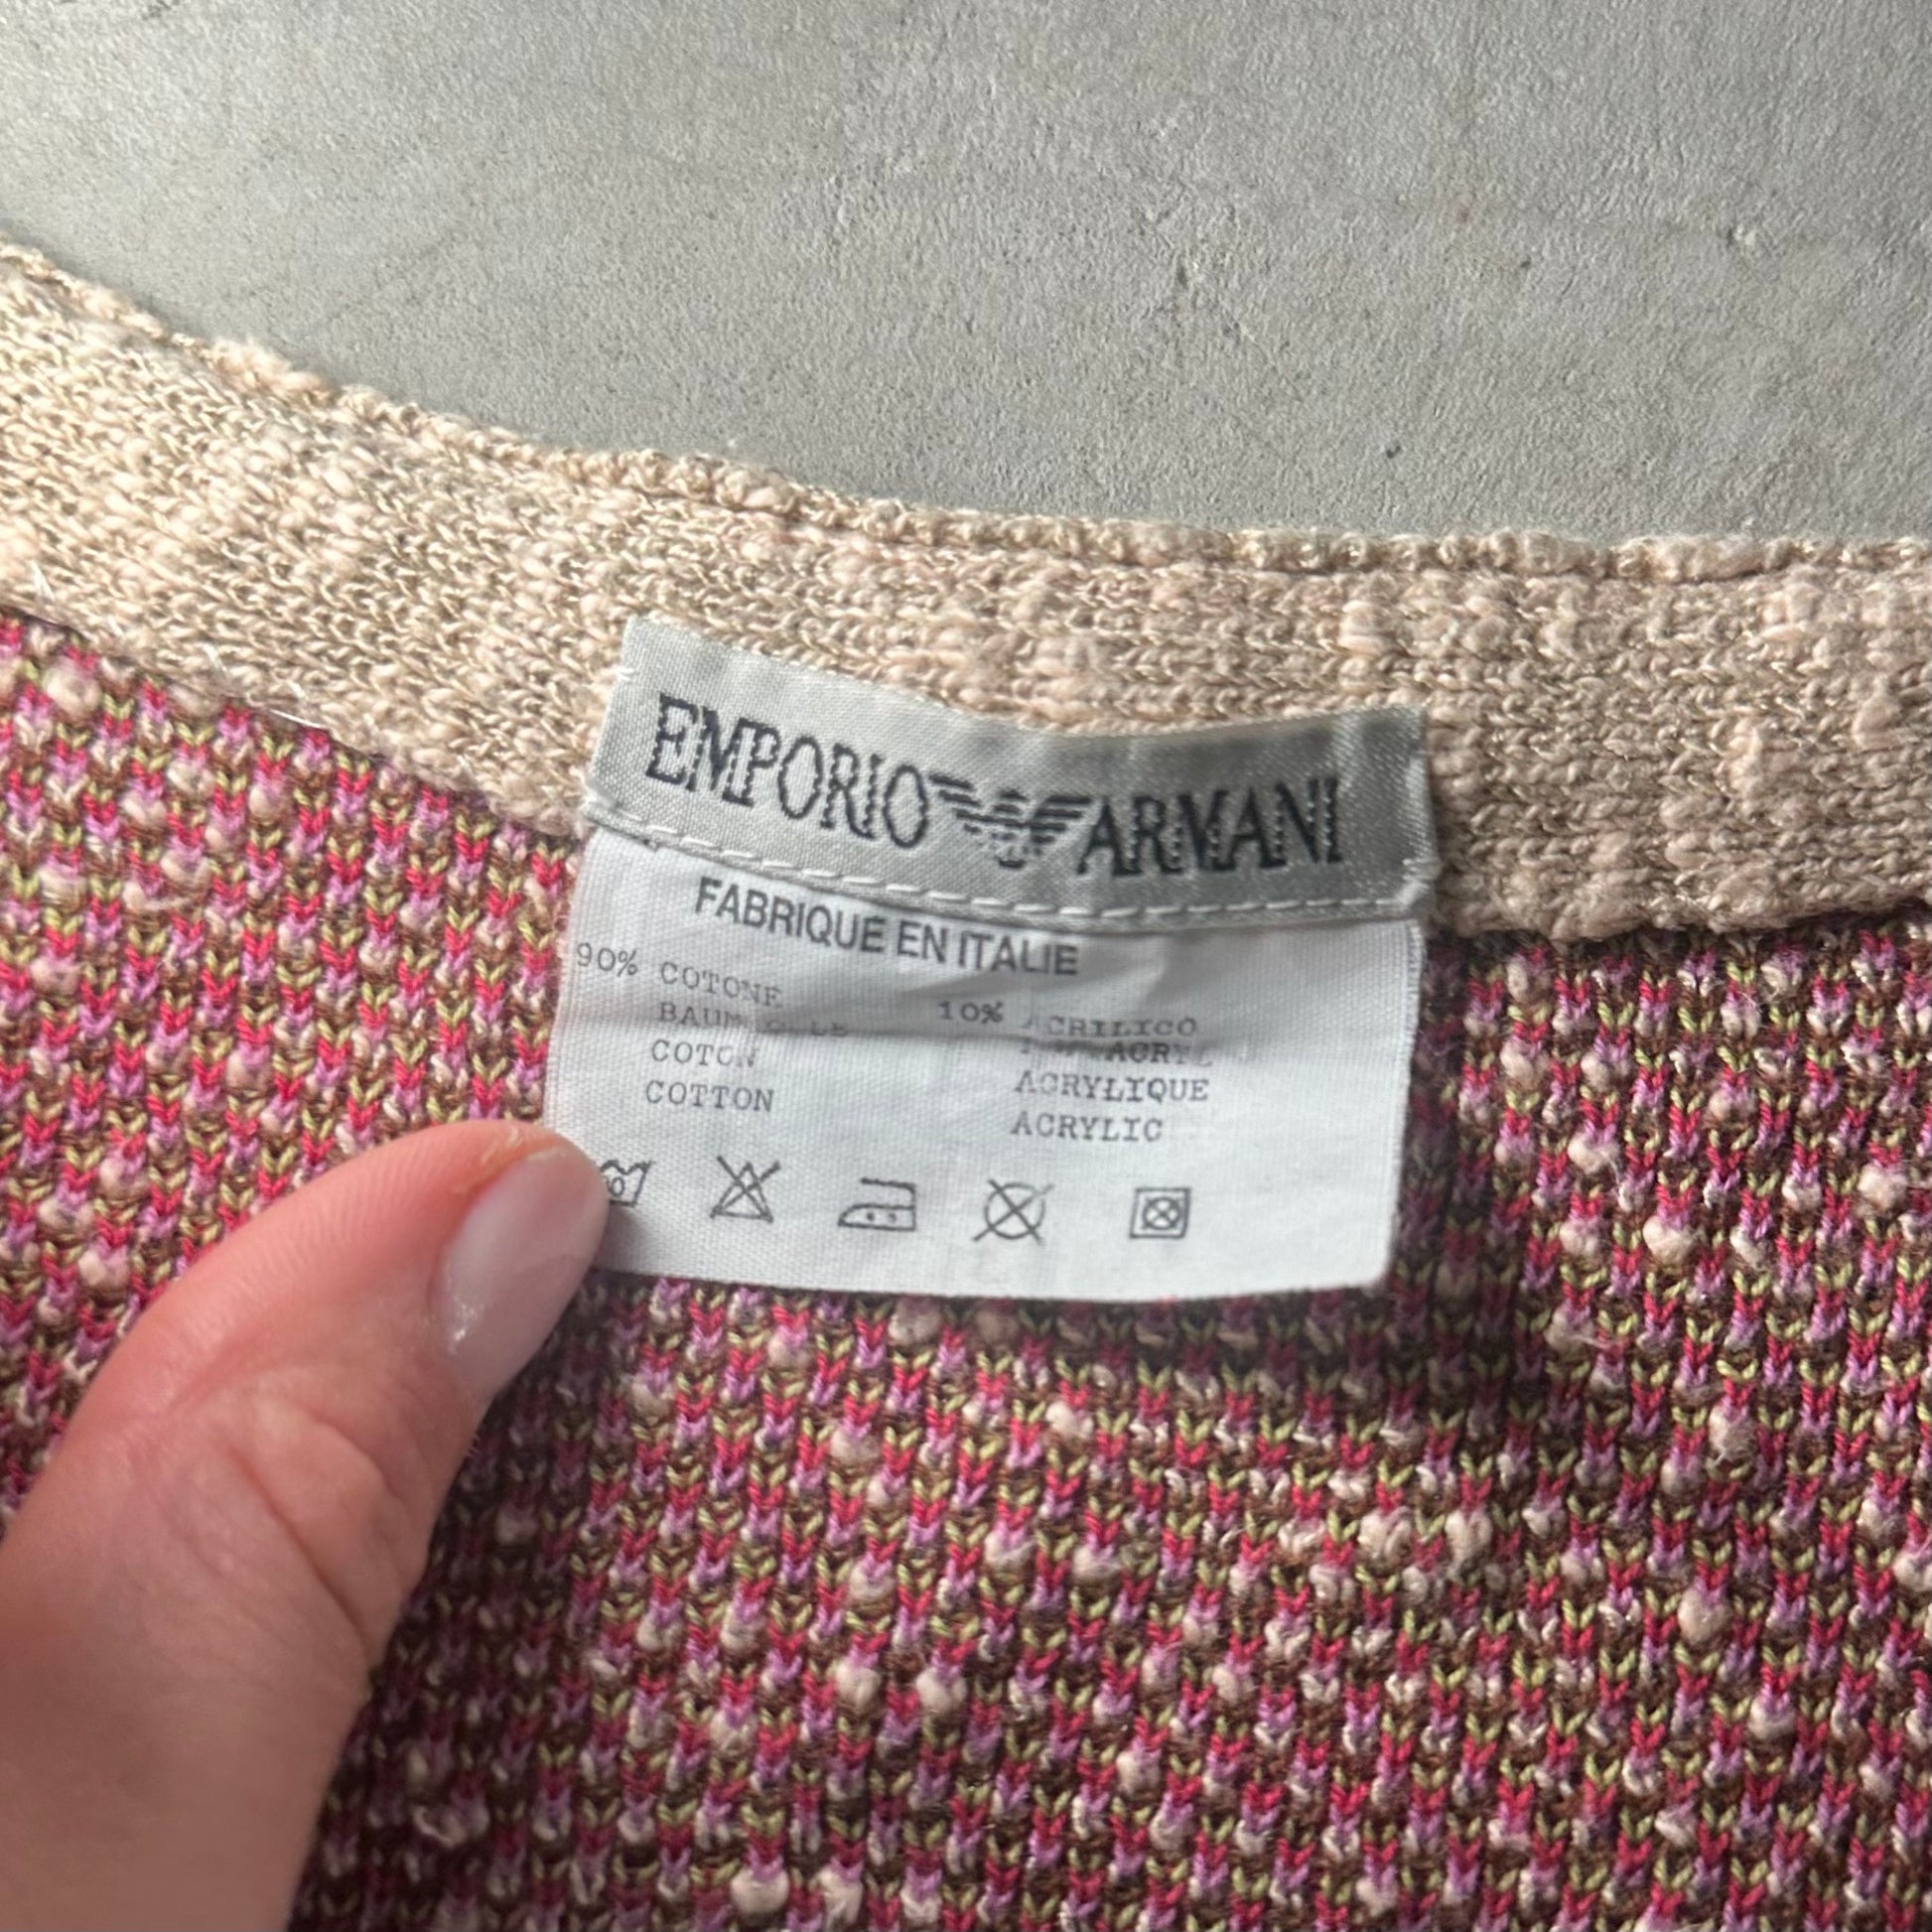 EMPORIO ARMANI
FABRIQUE EN ITALIE
90% COTONE
10% ACRILICO
COTON
ACRYLIQUE
COTTON
ACRYLIC